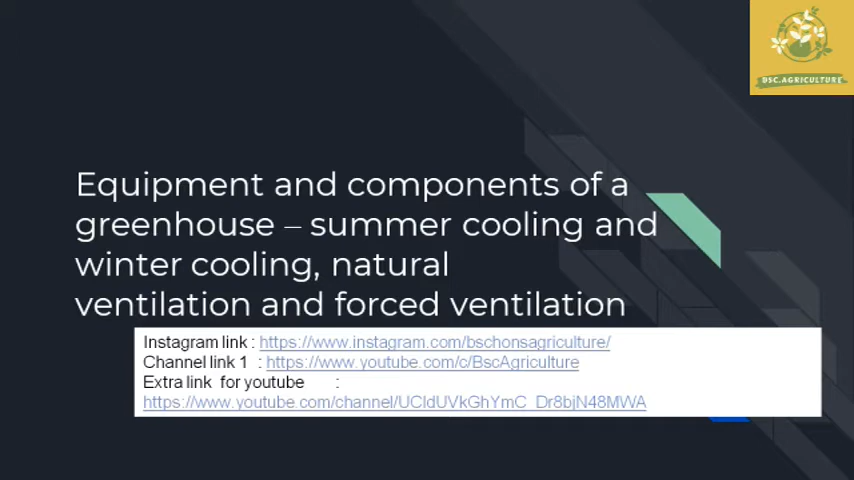 DSC.AGRICULTURE
Equipment and components of a
greenhouse – summer cooling and
winter cooling, natural
ventilation and forced ventilation
Instagram link : https://www.instagram.com/bschonsagriculture/
Channel link 1 : https://www.youtube.com/c/BscAgriculture
Extra link for youtube :
https://www.youtube.com/channel/UCIdUVkGhYmC_Dr8bjN48MWA